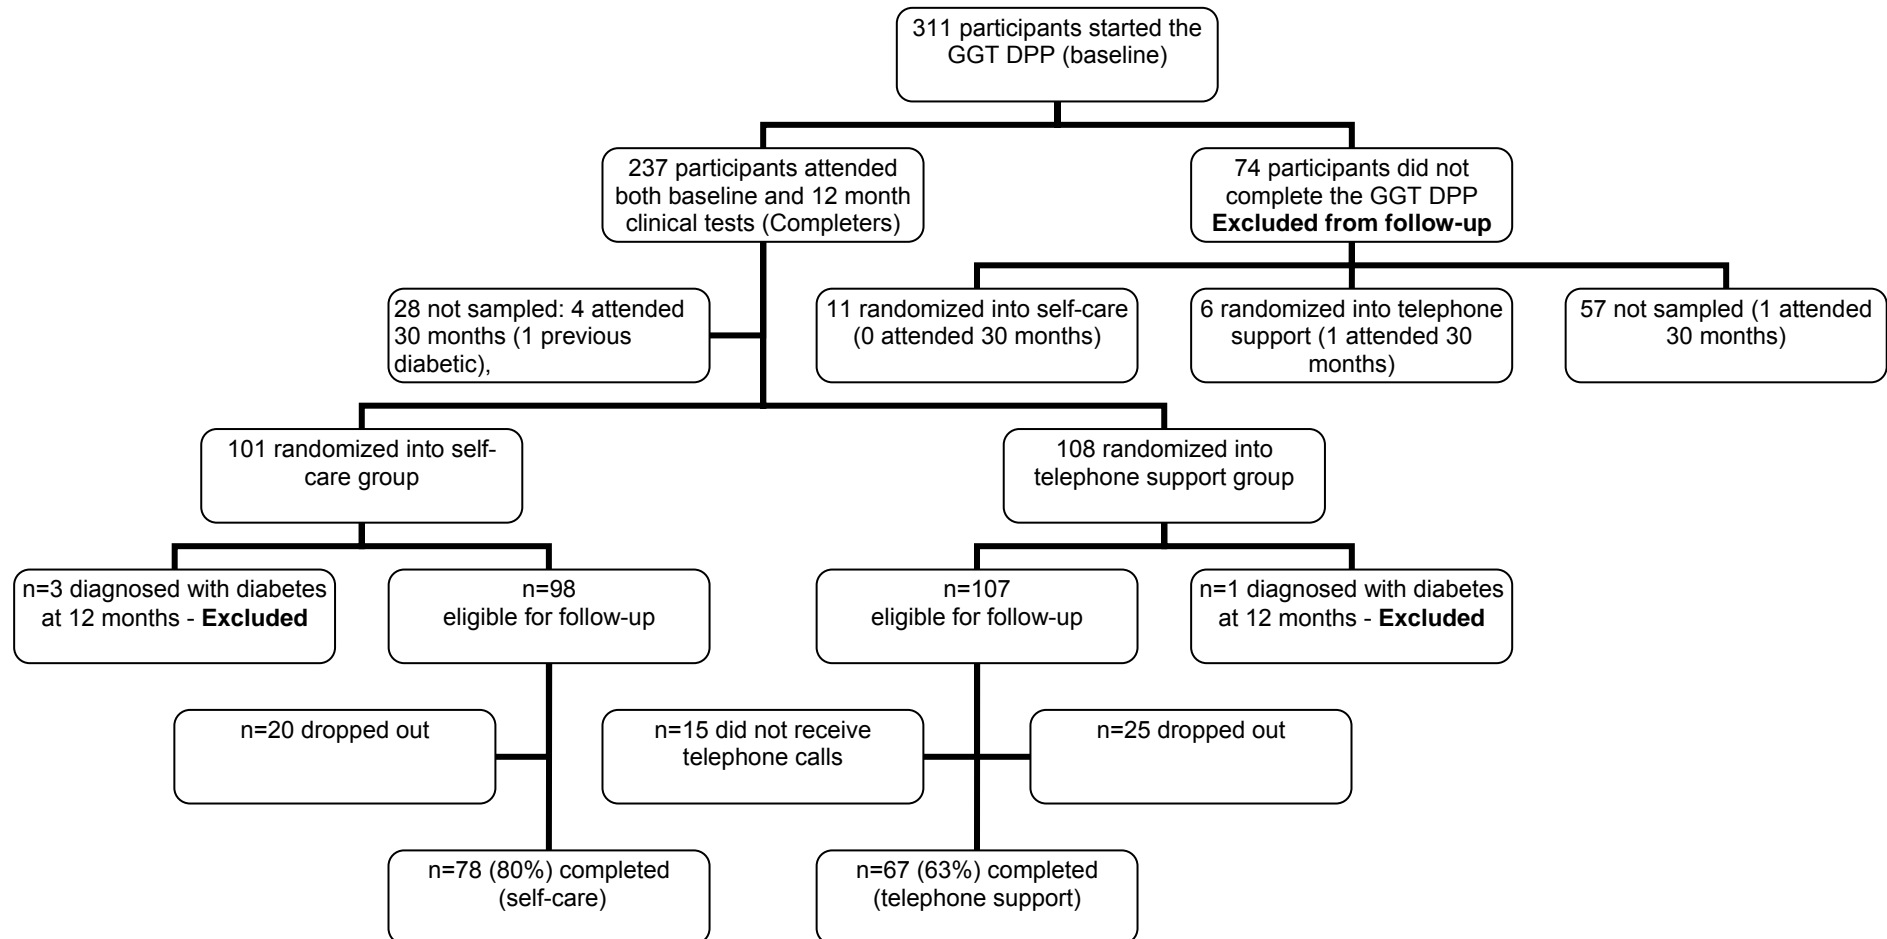 311 participants started the
GGT DPP (baseline)
237 participants attended
both baseline and 12 month
clinical tests (Completers)
74 participants did not
complete the GGT DPP
Excluded from follow-up
28 not sampled: 4 attended
30 months (1 previous
diabetic),
11 randomized into self-care
(0 attended 30 months)
6 randomized into telephone
support (1 attended 30
months)
57 not sampled (1 attended
30 months)
101 randomized into self-
care group
108 randomized into
telephone support group
n=3 diagnosed with diabetes
at 12 months - Excluded
n=98
eligible for follow-up
n=107
eligible for follow-up
n=1 diagnosed with diabetes
at 12 months - Excluded
n=20 dropped out
n=15 did not receive
telephone calls
n=25 dropped out
n=78 (80%) completed
(self-care)
n=67 (63%) completed
(telephone support)